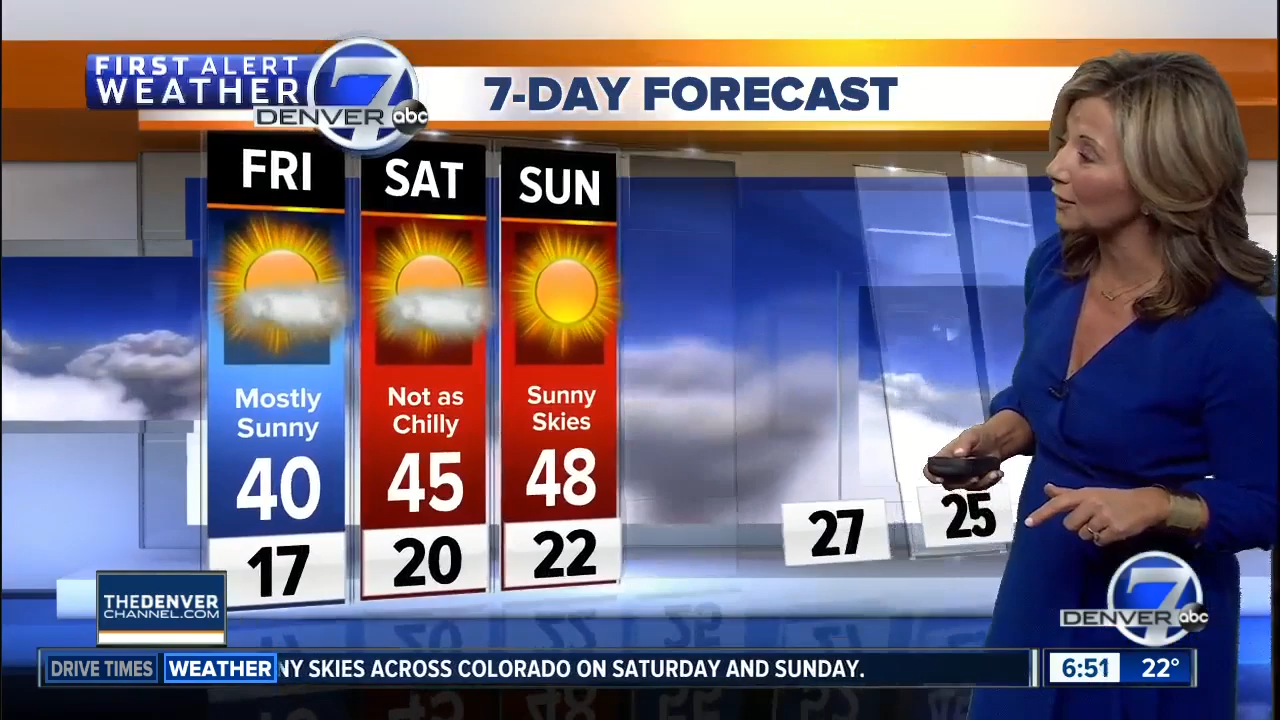 FIRST ALERT
WEATHER
7
DENVER abc
7-DAY FORECAST
FRI
Mostly
Sunny
40
17
SAT
Not as
Chilly
45
20
SUN
Sunny
Skies
48
22
27
25
THEDENVER
CHANNEL.COM
7
DENVER abc
DRIVE TIMES
WEATHER
NY SKIES ACROSS COLORADO ON SATURDAY AND SUNDAY.
6:51
22°